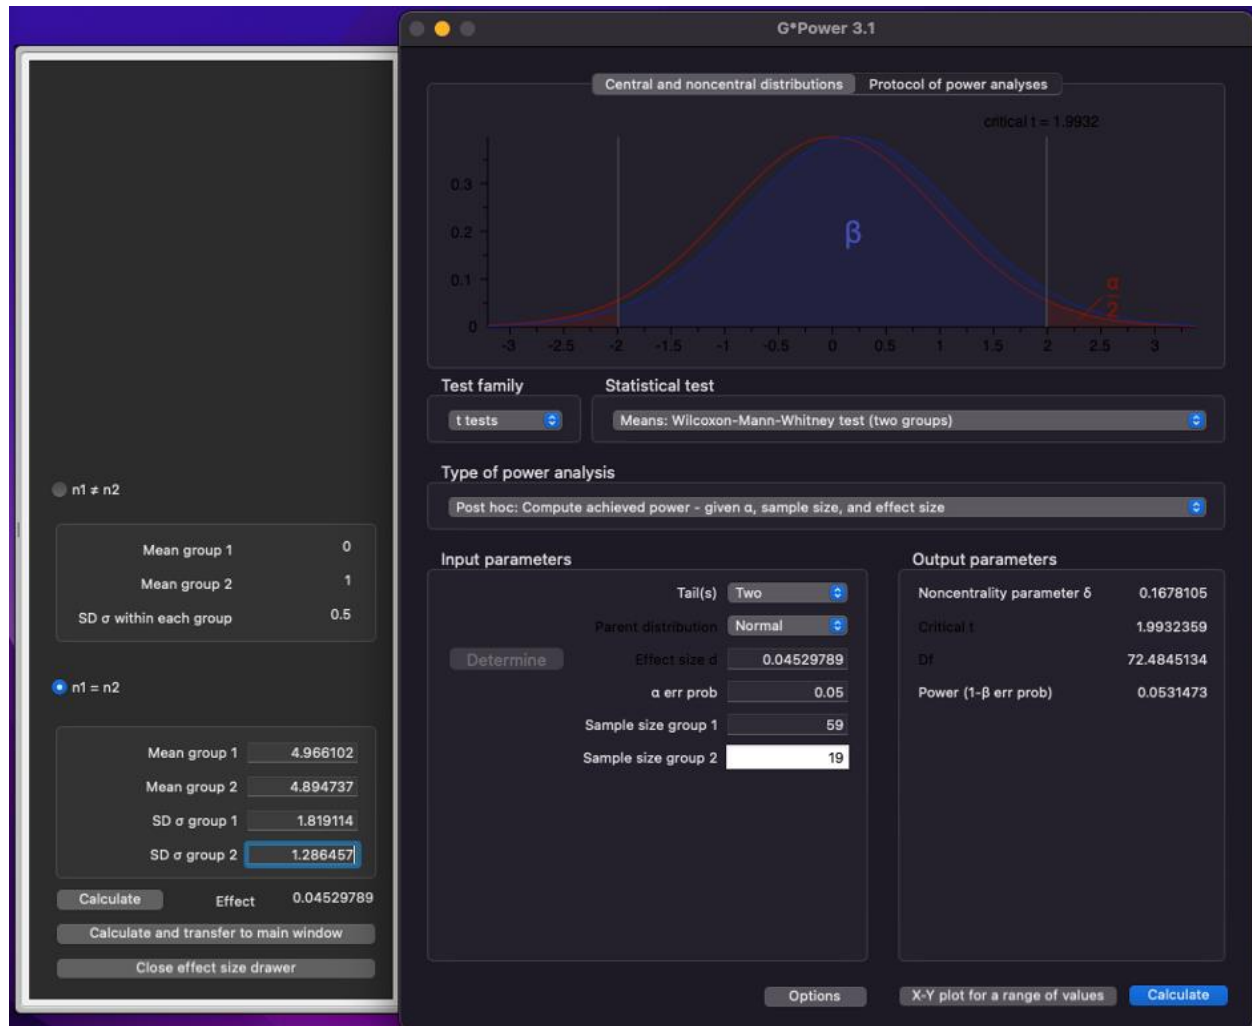 G*Power 3.1
Central and noncentral distributions Protocol of power analyses
critical t = 1.9932
0.3
0.2
0.1
0
β
α
2
-3 -2.5 -2 -1.5 -1 -0.5 0 0.5 1 1.5 2 2.5 3
Test family Statistical test
t tests Means: Wilcoxon-Mann-Whitney test (two groups)
Type of power analysis
Post hoc: Compute achieved power - given α, sample size, and effect size
Input parameters Output parameters
Tail(s) Two Noncentrality parameter δ 0.1678105
Parent distribution Normal Critical t 1.9932359
Determine Effect size d 0.04529789 Df 72.4845134
α err prob 0.05 Power (1-β err prob) 0.0531473
Sample size group 1 59
Sample size group 2 19
Options X-Y plot for a range of values Calculate
n1 ≠ n2
Mean group 1 0
Mean group 2 1
SD σ within each group 0.5
n1 = n2
Mean group 1 4.966102
Mean group 2 4.894737
SD σ group 1 1.819114
SD σ group 2 1.286457
Calculate Effect 0.04529789
Calculate and transfer to main window
Close effect size drawer